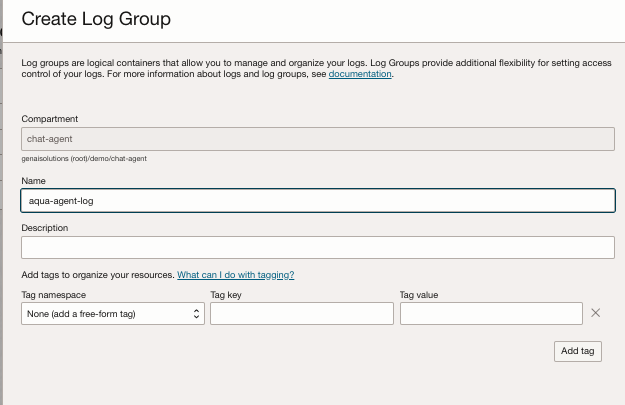 Create Log Group
Log groups are logical containers that allow you to manage and organize your logs. Log Groups provide additional flexibility for setting access
control of your logs. For more information about logs and log groups, see documentation.
Compartment
chat-agent
genaisolutions (root)/demo/chat-agent
Name
aqua-agent-log
Description
Add tags to organize your resources. What can I do with tagging?
Tag namespace Tag key Tag value
None (add a free-form tag)
Add tag